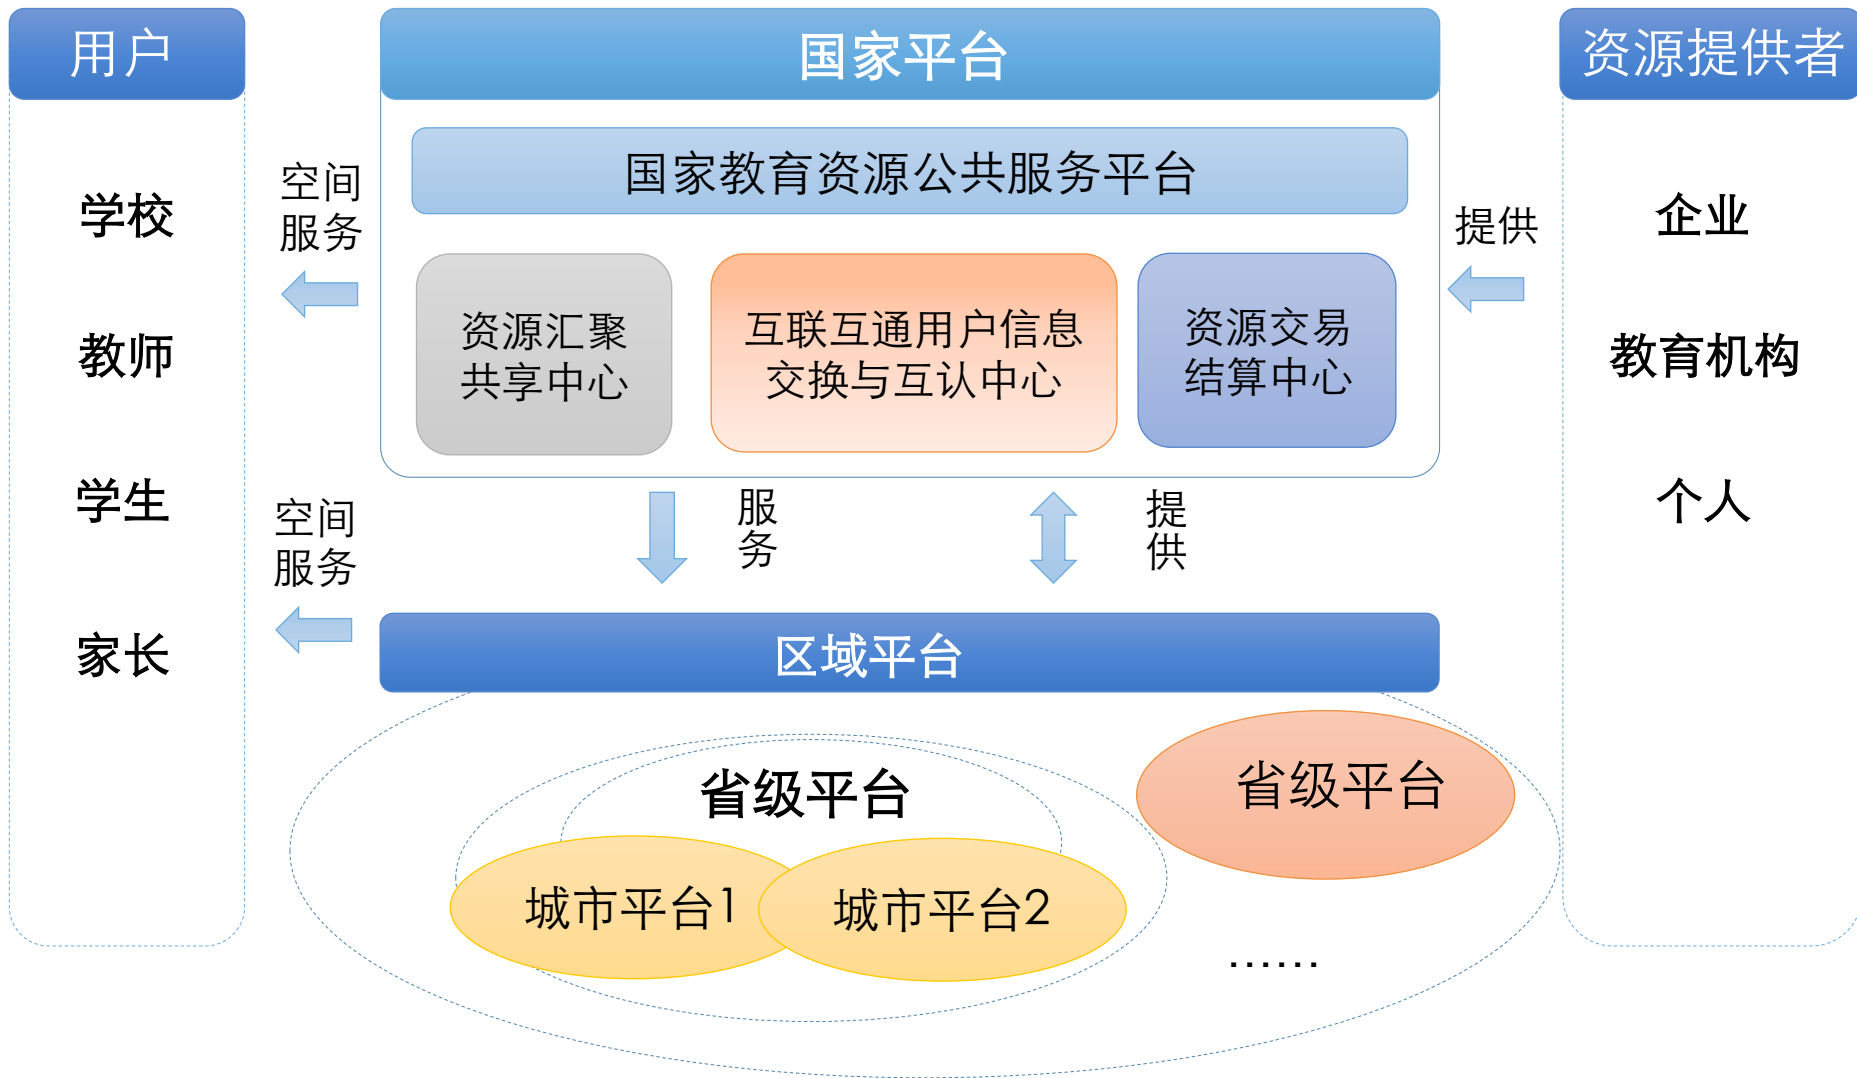 用户
国家平台
资源提供者
国家教育资源公共服务平台
空间
服务
学校
教师
学生
家长
资源汇聚
共享中心
互联互通用户信息
交换与互认中心
资源交易
结算中心
提供
企业
教育机构
个人
空间
服务
服
务
提
供
区域平台
省级平台
省级平台
城市平台1
城市平台2
……